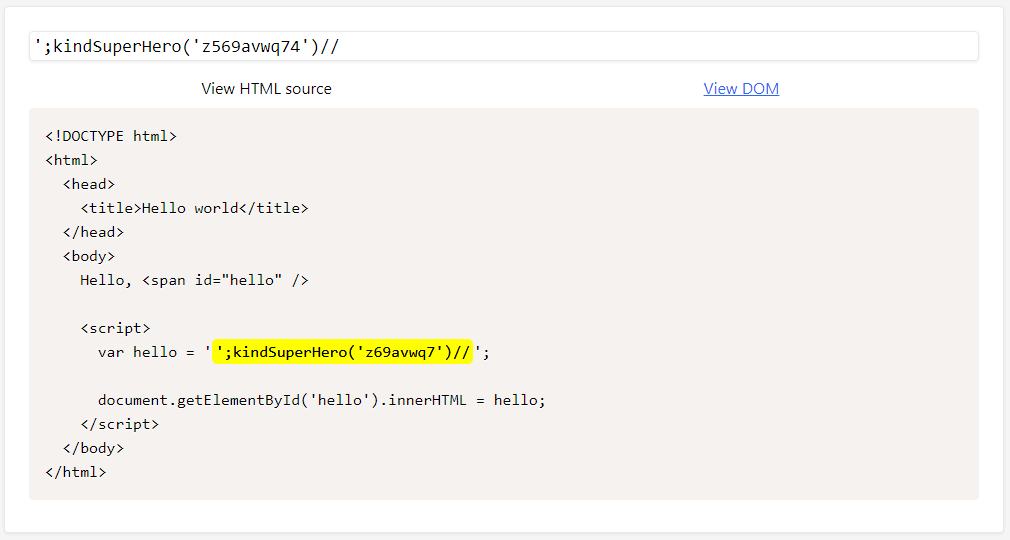 ';kindSuperHero('z569avwq74')//
View HTML source
View DOM
<!DOCTYPE html>
<html>
<head>
<title>Hello world</title>
</head>
<body>
Hello, <span id="hello" />
<script>
var hello = '';kindSuperHero('z69avwq7')//';
document.getElementById('hello').innerHTML = hello;
</script>
</body>
</html>